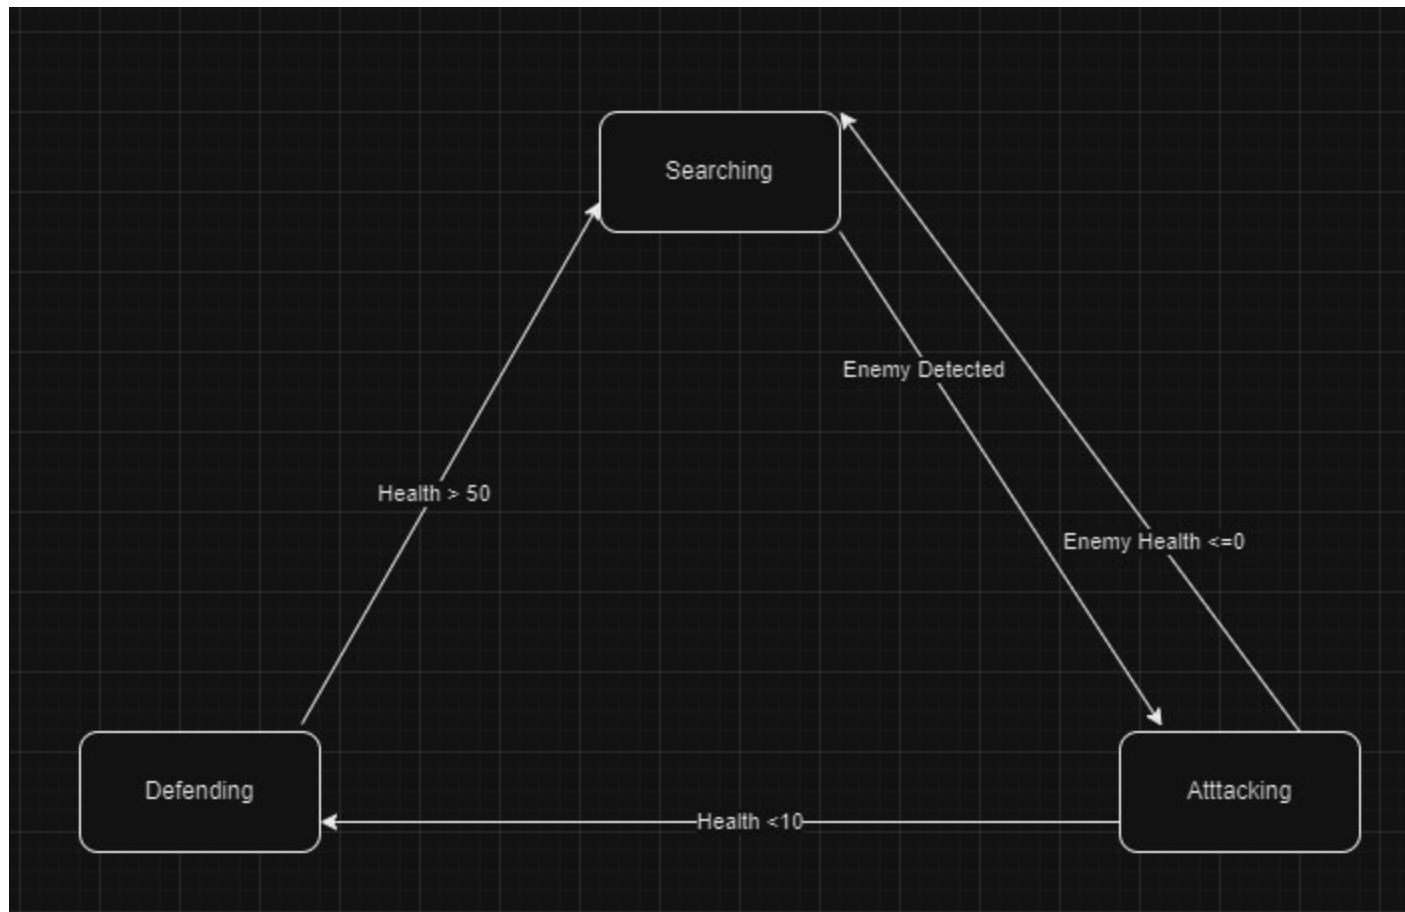 Searching
Enemy Detected
Health > 50
Enemy Health <=0
Defending
Atttacking
Health <10